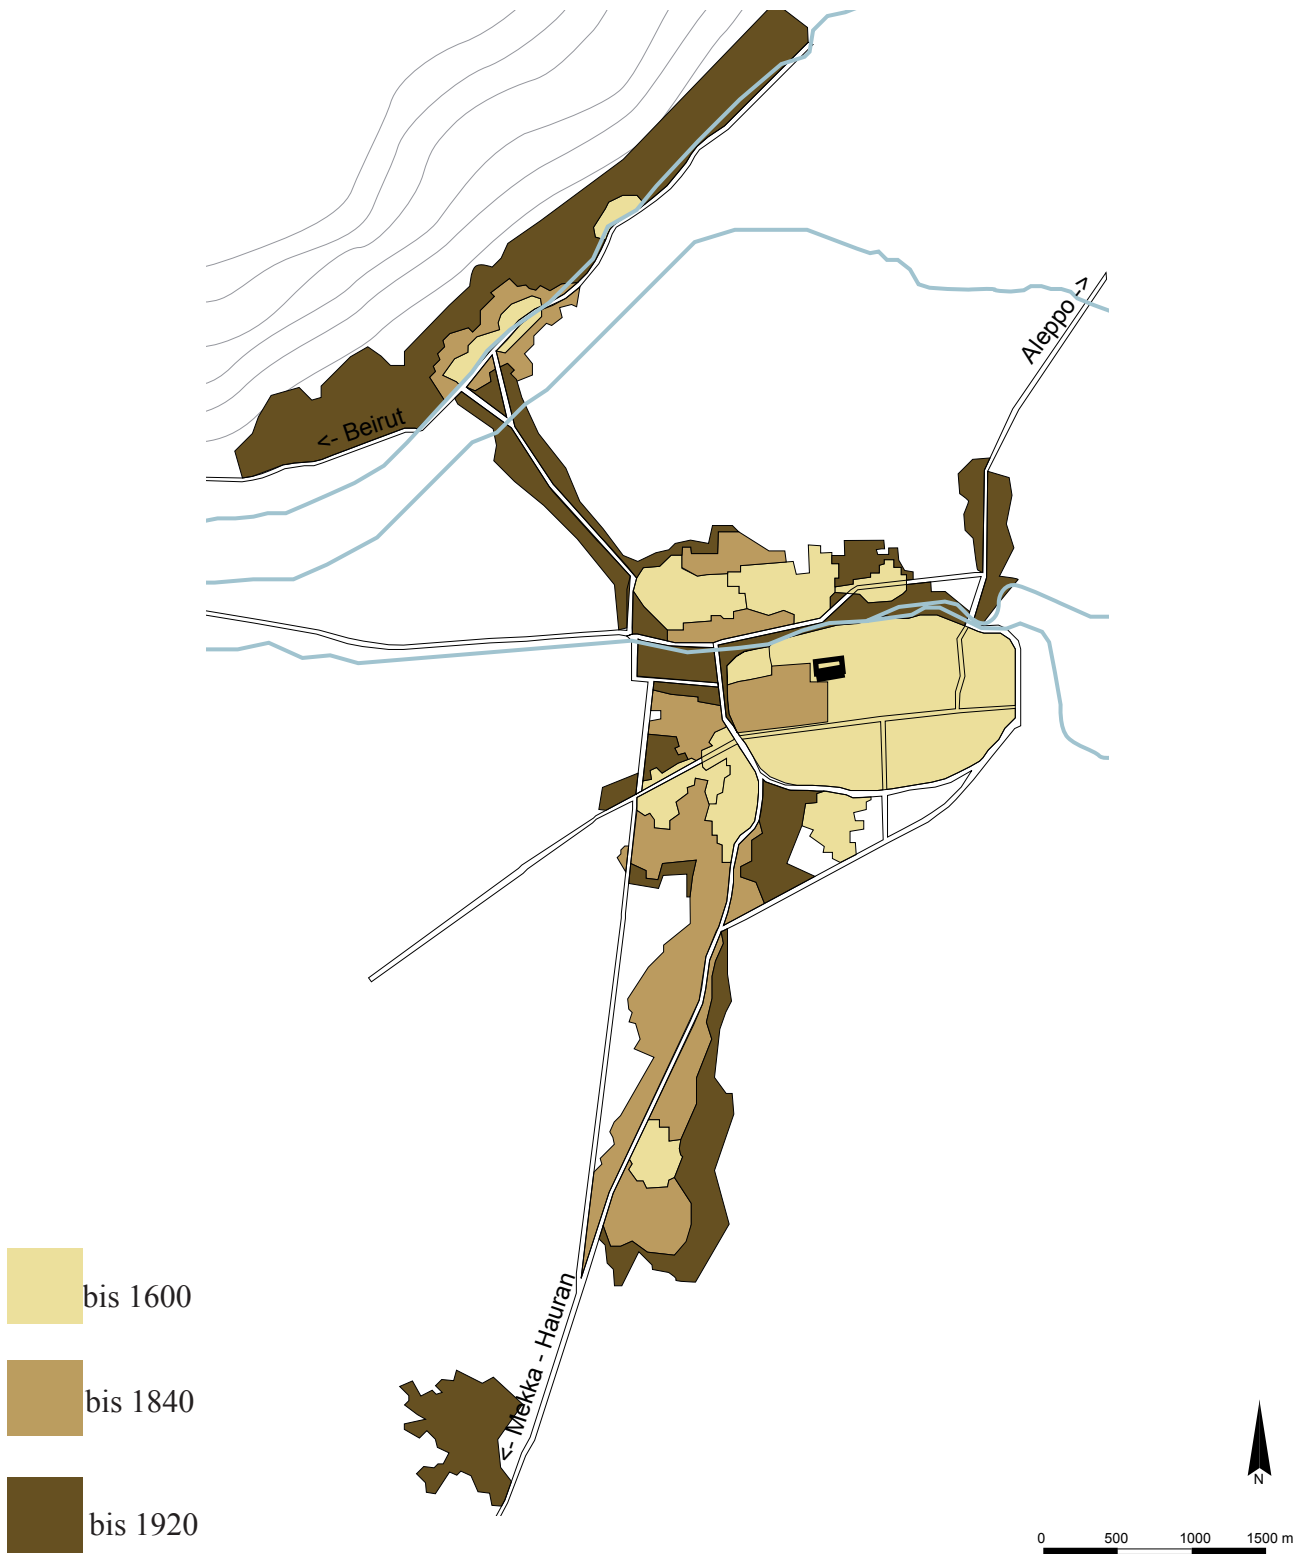 Aleppo ->
<- Beirut
<- Mekka - Hauran
bis 1600
bis 1840
bis 1920
N
0 500 1000 1500 m